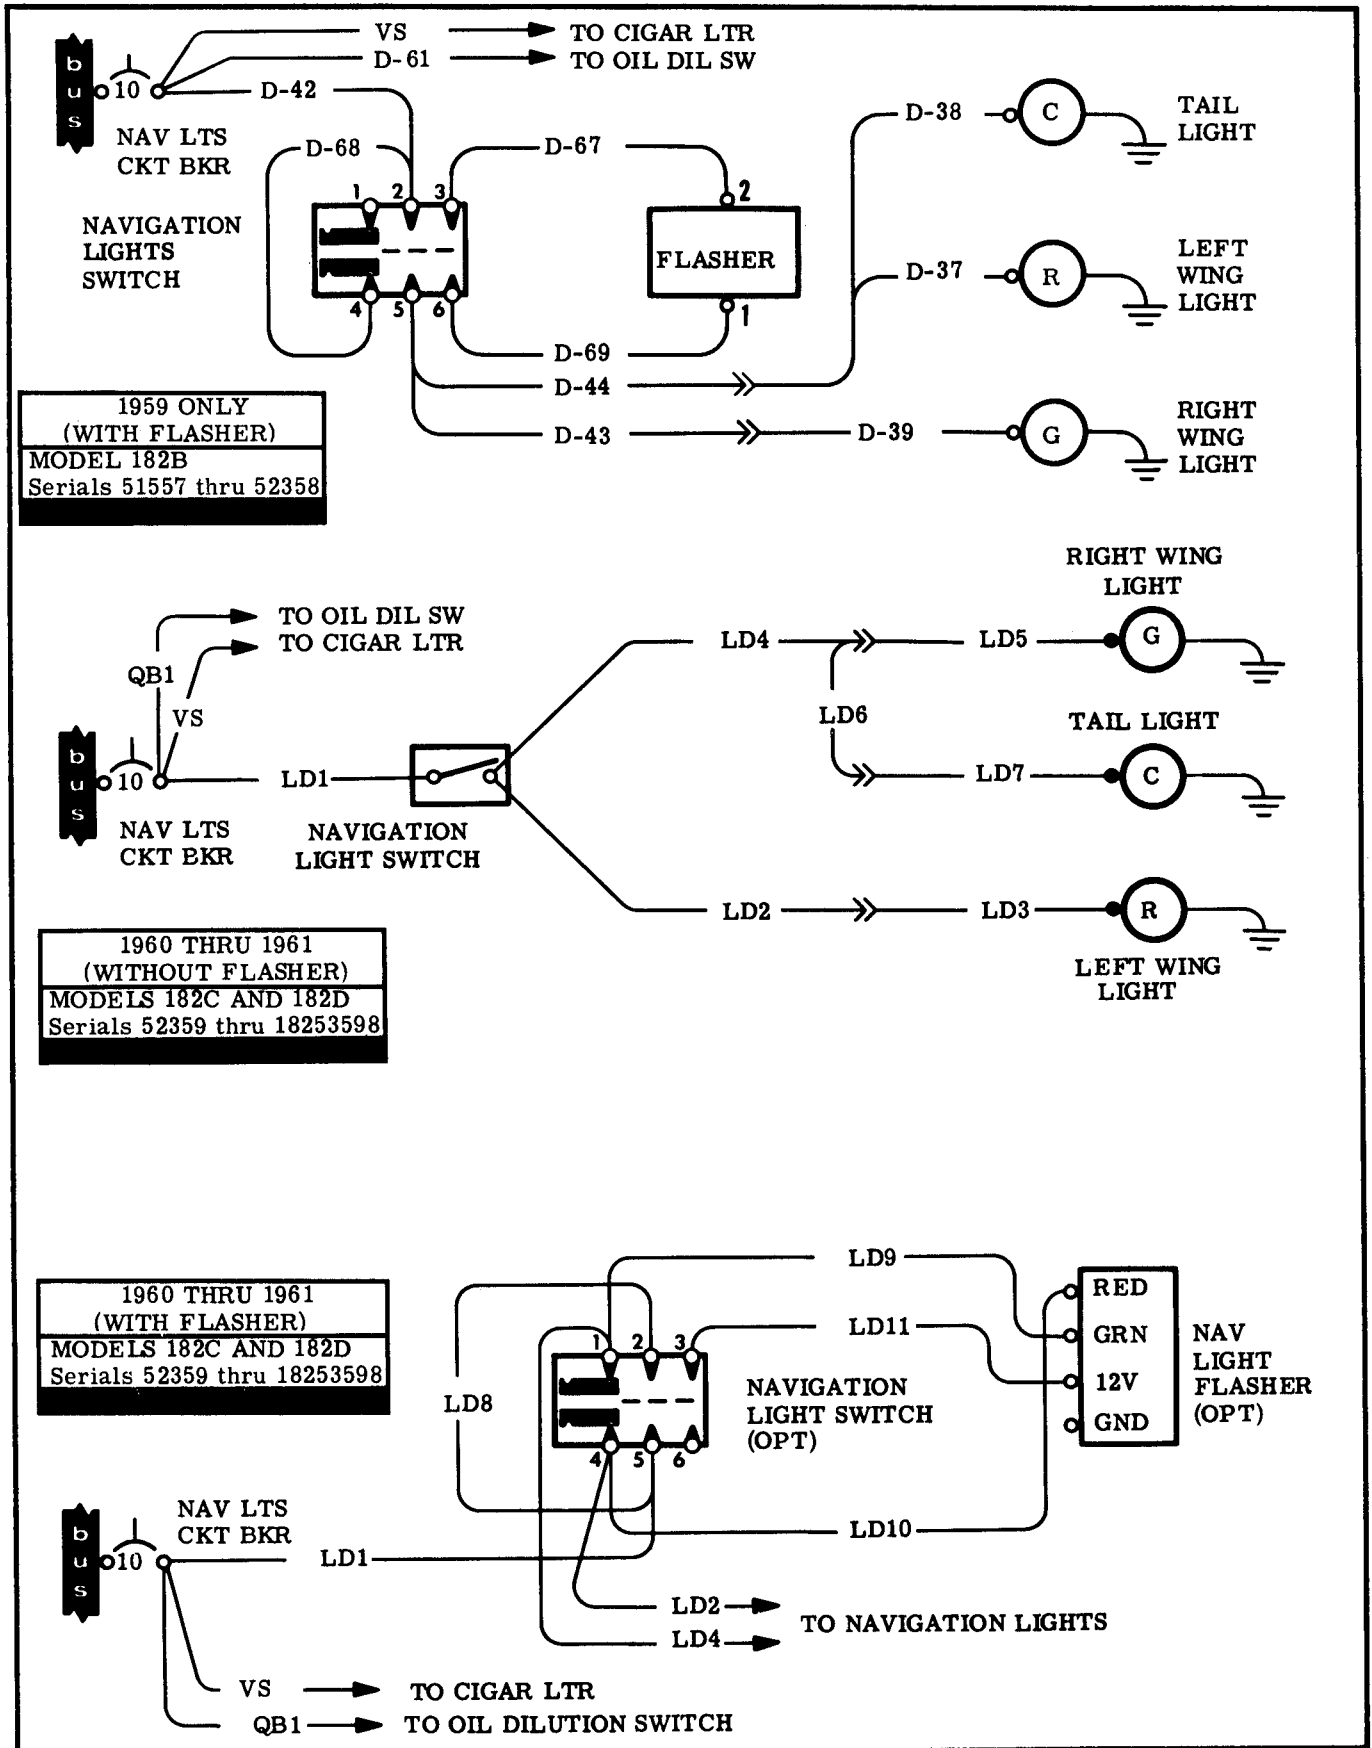 VS TO CIGAR LTR
D-61 TO OIL DIL SW
bus 10 D-42
NAV LTS
CKT BKR
D-68 D-67
D-38 C TAIL
LIGHT
1 2 3 2
NAVIGATION
LIGHTS
SWITCH
FLASHER
D-37 R LEFT
WING
LIGHT
4 5 6 1
D-69
D-44
D-43 D-39 G RIGHT
WING
LIGHT
1959 ONLY
(WITH FLASHER)
MODEL 182B
Serials 51557 thru 52358
RIGHT WING
LIGHT
TO OIL DIL SW
TO CIGAR LTR
QB1
VS
LD4 LD5 G
LD6
TAIL LIGHT
bus 10 LD1
LD7 C
NAV LTS
CKT BKR
NAVIGATION
LIGHT SWITCH
LD2 LD3 R
LEFT WING
LIGHT
1960 THRU 1961
(WITHOUT FLASHER)
MODELS 182C AND 182D
Serials 52359 thru 18253598
1960 THRU 1961
(WITH FLASHER)
MODELS 182C AND 182D
Serials 52359 thru 18253598
LD9
LD11
LD8
1 2 3
4 5 6
NAVIGATION
LIGHT SWITCH
(OPT)
RED
GRN
12V
GND
NAV
LIGHT
FLASHER
(OPT)
LD10
NAV LTS
CKT BKR
bus 10 LD1
LD2
LD4
TO NAVIGATION LIGHTS
VS TO CIGAR LTR
QB1 TO OIL DILUTION SWITCH